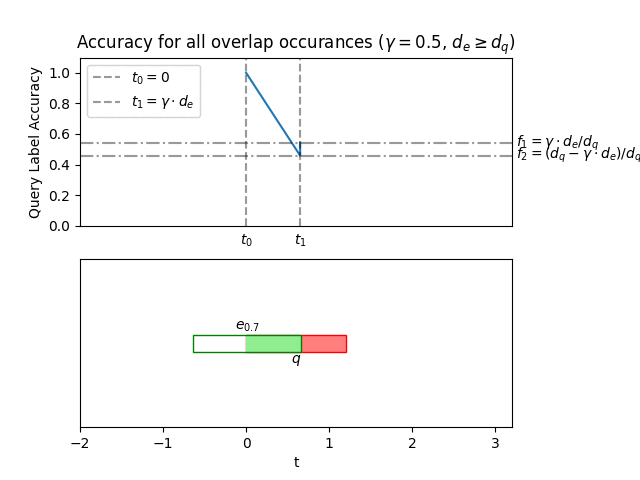 Accuracy for all overlap occurances (γ = 0.5, d_e ≥ d_q)
Query Label Accuracy
1.0
0.8
0.6
0.4
0.2
0.0
t_0 = 0
t_1 = γ · d_e
f_1 = γ · d_e/d_q
f_2 = (d_q − γ · d_e)/d_q
t_0
t_1
e_{0.7}
q
−2
−1
0
1
2
3
t